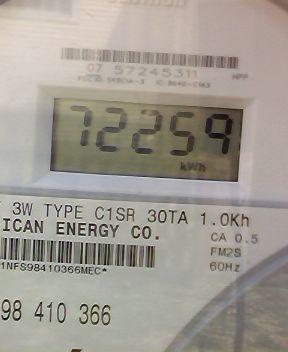 07 57245311 HPP
72259
kWh
3W TYPE C1SR 30TA 1.0Kh
ICAN ENERGY CO. CA 0.5
FM2S
1NFS98410366MEC* 60Hz
98 410 366